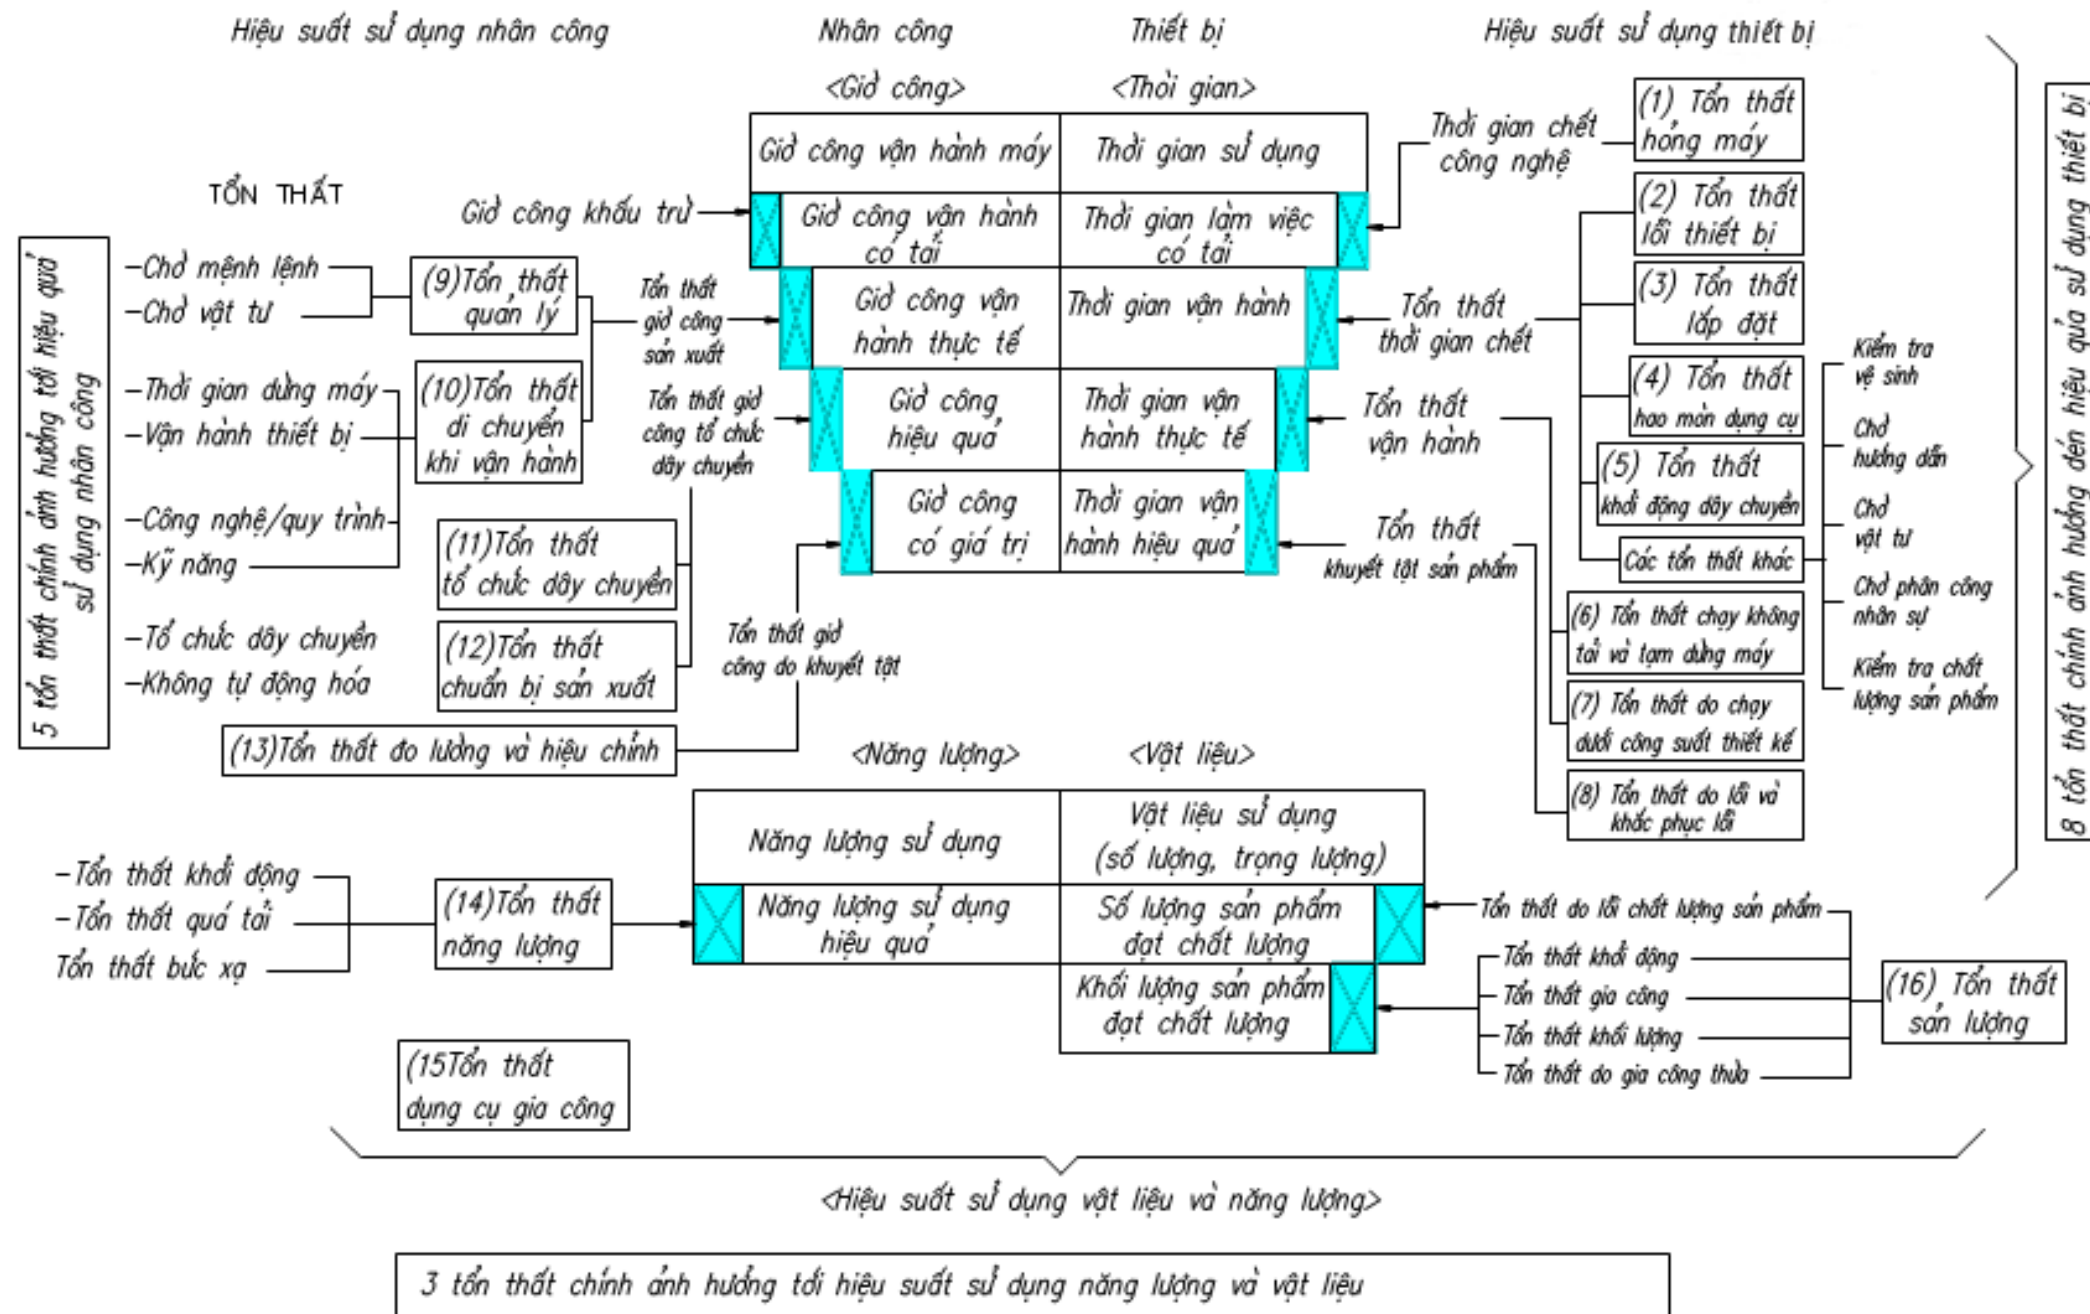 Hiệu suất sử dụng nhân công
Nhân công
Thiết bị
Hiệu suất sử dụng thiết bị
<Giờ công>
<Thời gian>
Giờ công vận hành máy
Thời gian sử dụng
Thời gian chết
công nghệ
(1) Tổn thất
hỏng máy
TỔN THẤT
Giờ công khấu trừ
Giờ công vận hành
có tải
Thời gian làm việc
có tải
(2) Tổn thất
lỗi thiết bị
5 tổn thất chính ảnh hưởng tới hiệu quả
sử dụng nhân công
-Chờ mệnh lệnh
-Chờ vật tư
(9)Tổn thất
quản lý
Tổn thất
giờ công
sản xuất
Giờ công vận
hành thực tế
Thời gian vận hành
Tổn thất
thời gian chết
(3) Tổn thất
lắp đặt
-Thời gian dừng máy
-Vận hành thiết bị
-Công nghệ/quy trình
-Kỹ năng
(10)Tổn thất
di chuyển
khi vận hành
Tổn thất giờ
công tổ chức
dây chuyền
Giờ công
hiệu quả
Thời gian vận
hành thực tế
Tổn thất
vận hành
(4) Tổn thất
hao mòn dụng cụ
(5) Tổn thất
khởi động dây chuyền
Các tổn thất khác
Kiểm tra
vệ sinh
Chờ
hướng dẫn
Chờ
vật tư
Chờ phân công
nhân sự
Kiểm tra chất
lượng sản phẩm
Giờ công
có giá trị
Thời gian vận
hành hiệu quả
Tổn thất
khuyết tật sản phẩm
(11)Tổn thất
tổ chức dây chuyền
-Tổ chức dây chuyền
-Không tự động hóa
(12)Tổn thất
chuẩn bị sản xuất
Tổn thất giờ
công do khuyết tật
(6) Tổn thất chạy không
tải và tạm dừng máy
(7) Tổn thất do chạy
dưới công suất thiết kế
(8) Tổn thất do lỗi và
khắc phục lỗi
8 tổn thất chính ảnh hưởng đến hiệu quả sử dụng thiết bị
(13)Tổn thất đo lường và hiệu chỉnh
<Năng lượng>
<Vật liệu>
Năng lượng sử dụng
Vật liệu sử dụng
(số lượng, trọng lượng)
-Tổn thất khởi động
-Tổn thất quá tải
Tổn thất bức xạ
(14)Tổn thất
năng lượng
Năng lượng sử dụng
hiệu quả
Số lượng sản phẩm
đạt chất lượng
Khối lượng sản phẩm
đạt chất lượng
Tổn thất do lỗi chất lượng sản phẩm
Tổn thất khởi động
Tổn thất gia công
Tổn thất khối lượng
Tổn thất do gia công thừa
(16) Tổn thất
sản lượng
(15Tổn thất
dụng cụ gia công
<Hiệu suất sử dụng vật liệu và năng lượng>
3 tổn thất chính ảnh hưởng tới hiệu suất sử dụng năng lượng và vật liệu